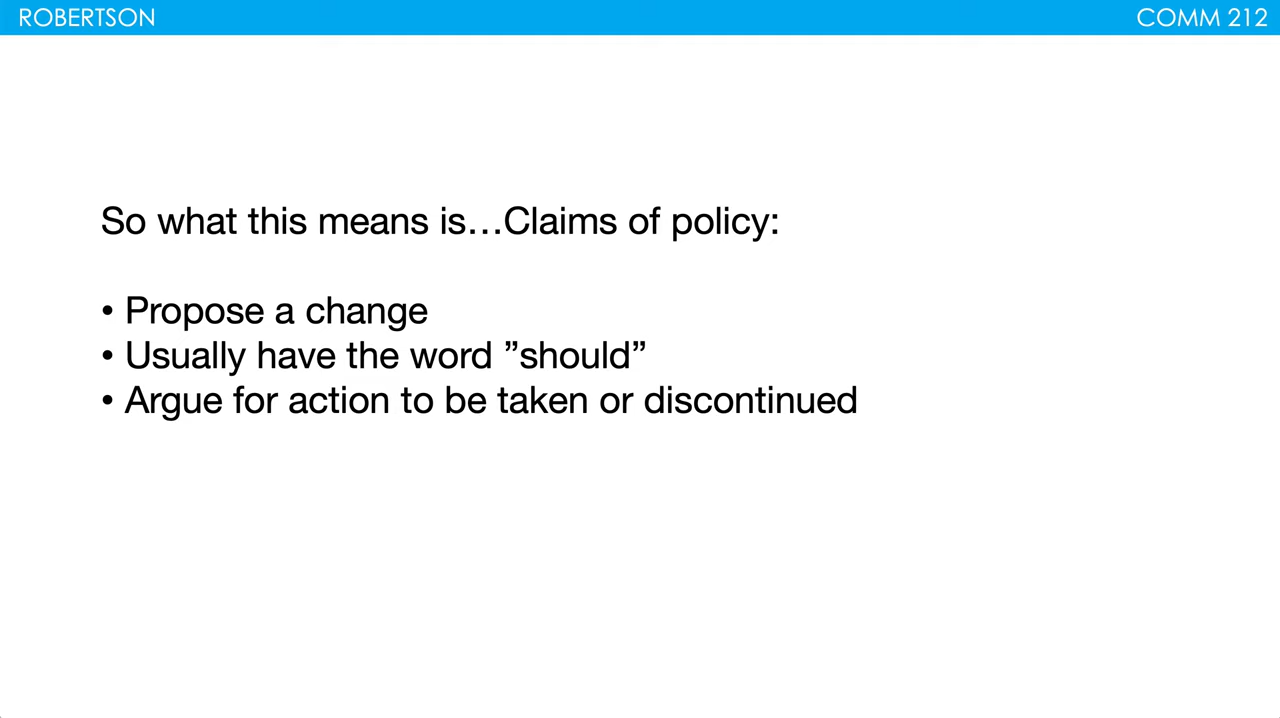 ROBERTSON
COMM 212
So what this means is…Claims of policy:
• Propose a change
• Usually have the word ”should”
• Argue for action to be taken or discontinued